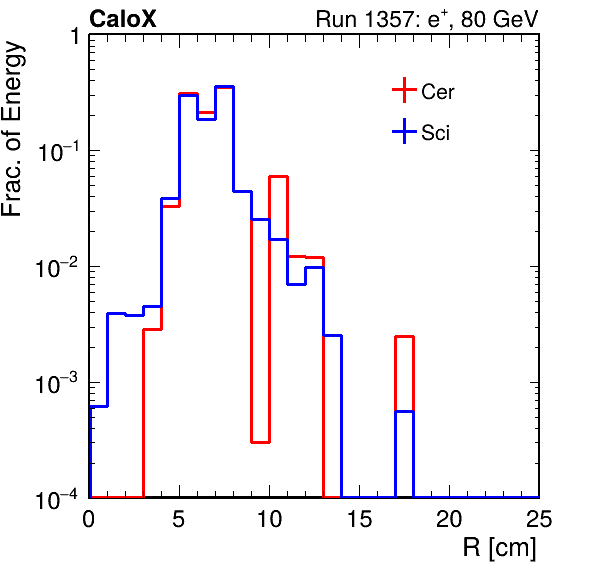 CaloX Run 1357: e⁺, 80 GeV
Frac. of Energy
1
10⁻¹
10⁻²
10⁻³
10⁻⁴
Cer
Sci
0 5 10 15 20 25
R [cm]